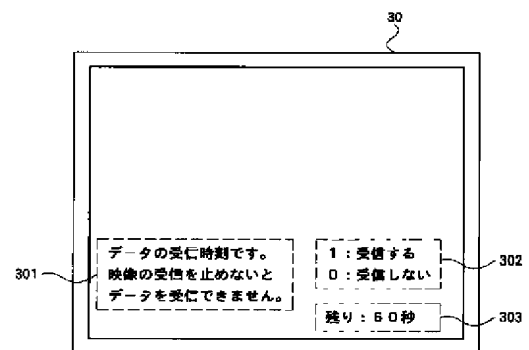 30
データの受信時刻です。
映像の受信を止めないと
データを受信できません。
301
1：受信する
0：受信しない
302
残り：60秒
303